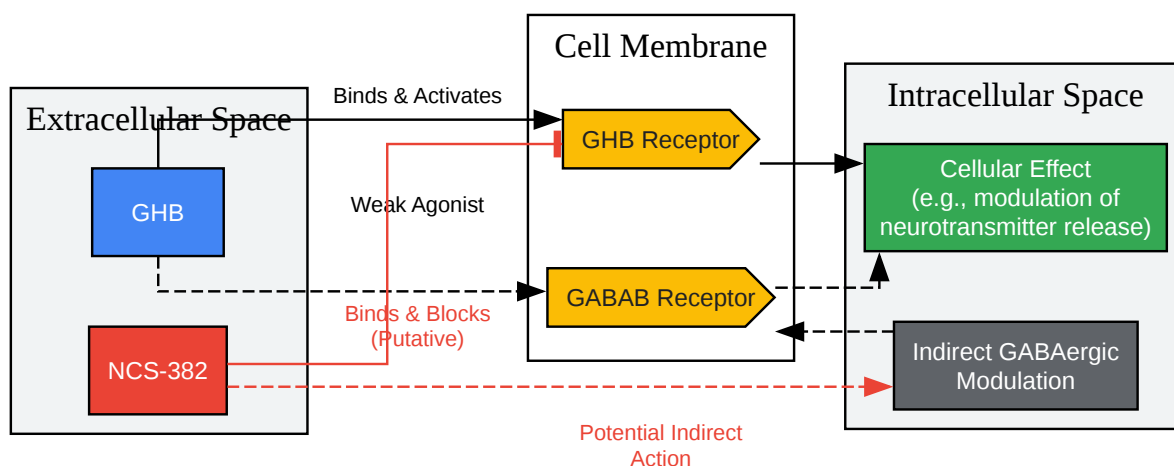 Cell Membrane
Extracellular Space
Intracellular Space
Binds & Activates
GHB Receptor
Cellular Effect
(e.g., modulation of
neurotransmitter release)
GHB
Weak Agonist
GABAB Receptor
Binds & Blocks
(Putative)
NCS-382
Indirect GABAergic
Modulation
Potential Indirect
Action